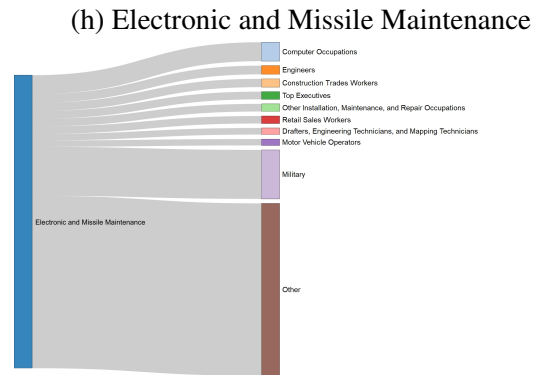 (h) Electronic and Missile Maintenance
Computer Occupations
Engineers
Construction Trades Workers
Top Executives
Other Installation, Maintenance, and Repair Occupations
Retail Sales Workers
Drafters, Engineering Technicians, and Mapping Technicians
Motor Vehicle Operators
Military
Electronic and Missile Maintenance
Other